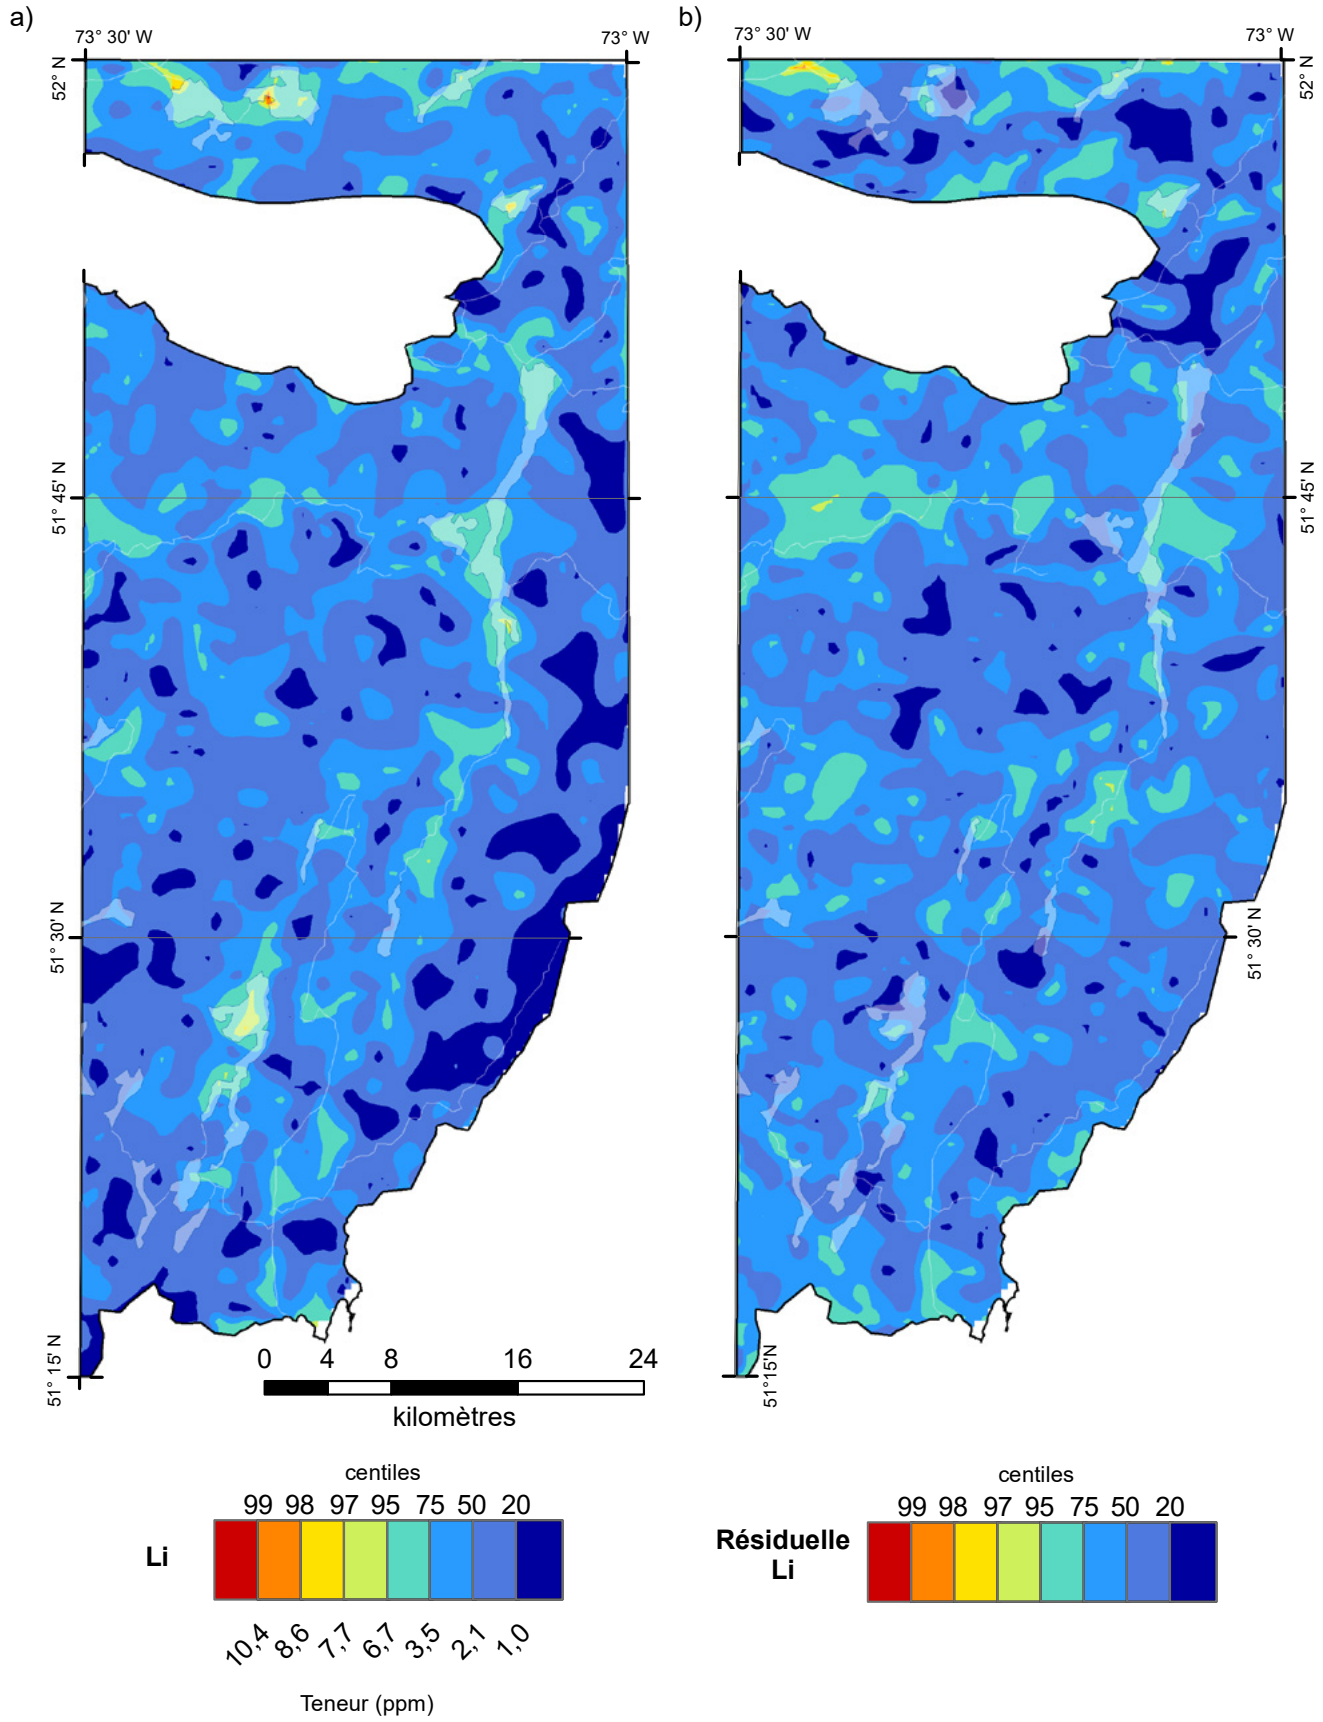 a)
b)
73° 30' W
73° W
73° 30' W
73° W
52° N
52° N
51° 45' N
51° 45' N
51° 30' N
51° 30' N
51° 15' N
51° 15'N
0 4 8 16 24
kilomètres
centiles
99 98 97 95 75 50 20
Li
10,4 8,6 7,7 6,7 3,5 2,1 1,0
Teneur (ppm)
centiles
99 98 97 95 75 50 20
Résiduelle
Li